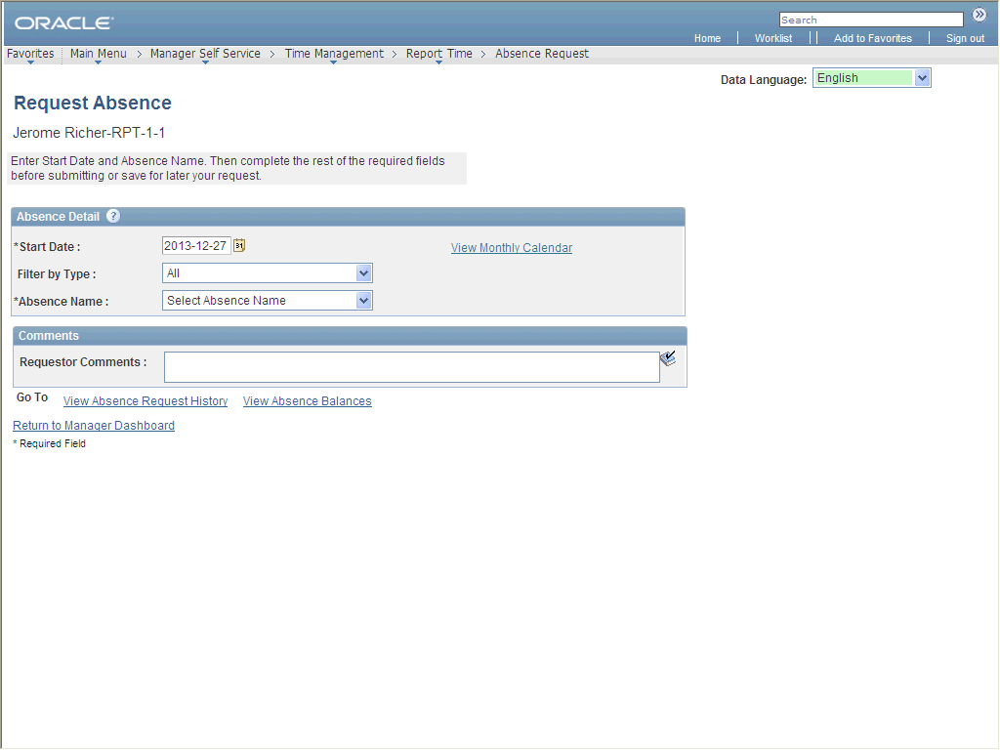 ORACLE
Search
Home Worklist Add to Favorites Sign out
Favorites Main Menu > Manager Self Service > Time Management > Report Time > Absence Request
Data Language: English
Request Absence
Jerome Richer-RPT-1-1
Enter Start Date and Absence Name. Then complete the rest of the required fields
before submitting or save for later your request.
Absence Detail ?
*Start Date : 2013-12-27 31 View Monthly Calendar
Filter by Type : All
*Absence Name : Select Absence Name
Comments
Requestor Comments :
Go To View Absence Request History View Absence Balances
Return to Manager Dashboard
* Required Field